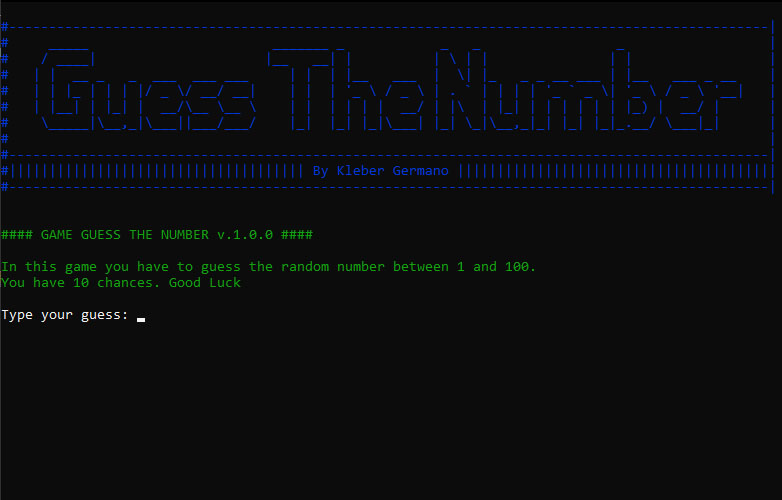 Guess The Number
By Kleber Germano
#### GAME GUESS THE NUMBER v.1.0.0 ####
In this game you have to guess the random number between 1 and 100.
You have 10 chances. Good Luck
Type your guess: